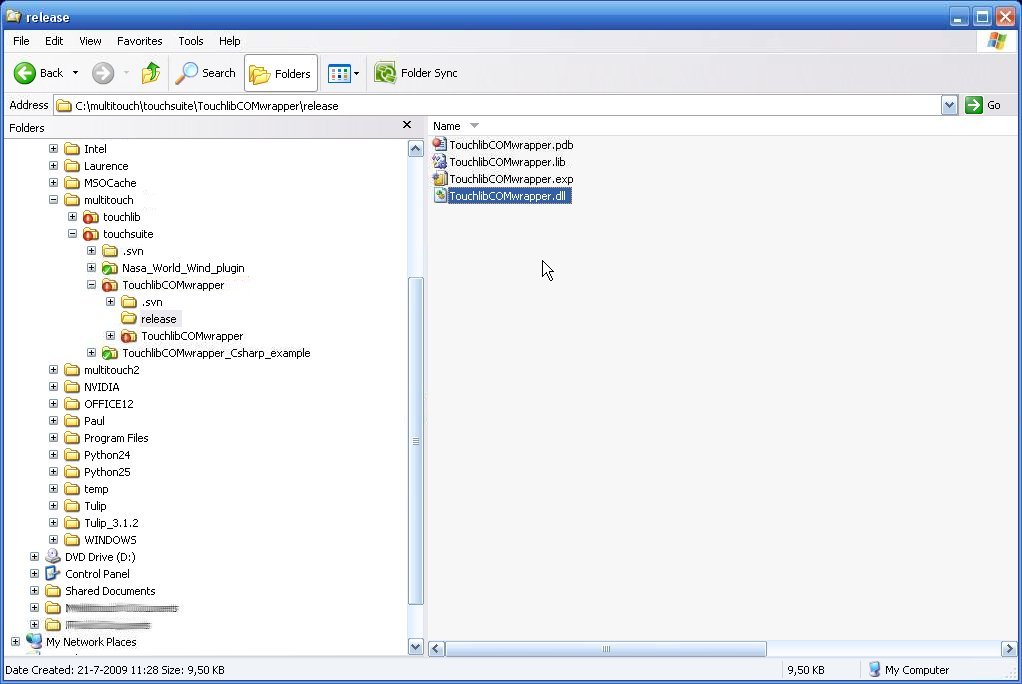 release
File Edit View Favorites Tools Help
Back Search Folders Folder Sync
Address C:\multitouch\touchsuite\TouchlibCOMwrapper\release Go
Folders
Intel
Laurence
MSOCache
multitouch
touchlib
touchsuite
.svn
Nasa_World_Wind_plugin
TouchlibCOMwrapper
.svn
release
TouchlibCOMwrapper
TouchlibCOMwrapper_Csharp_example
multitouch2
NVIDIA
OFFICE12
Paul
Program Files
Python24
Python25
temp
Tulip
Tulip_3.1.2
WINDOWS
DVD Drive (D:)
Control Panel
Shared Documents
My Network Places
Name
TouchlibCOMwrapper.pdb
TouchlibCOMwrapper.lib
TouchlibCOMwrapper.exp
TouchlibCOMwrapper.dll
Date Created: 21-7-2009 11:28 Size: 9,50 KB 9,50 KB My Computer